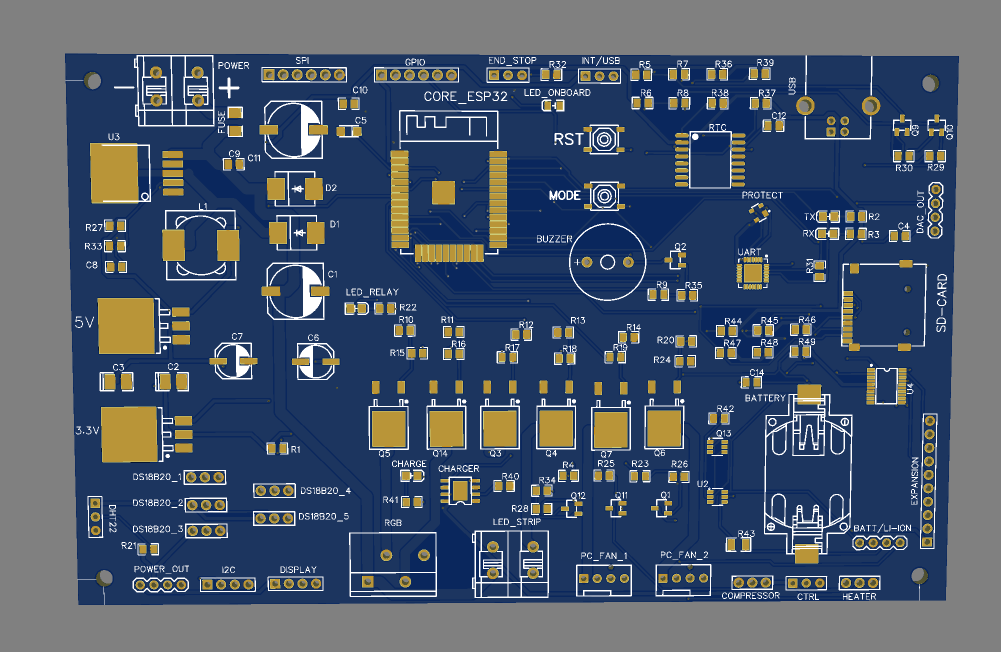 POWER
SPI
GPIO
END_STOP
R32
INT/USB
R5
R7
R36
R39
USB
− +
FUSE
C10
C5
CORE_ESP32
LED_ONBOARD
R6
R8
R38
R37
C12
Q9
Q10
U3
C9
C11
RST
RTC
R30
R29
D2
MODE
PROTECT
DAC OUT
L1
D1
TX
R2
RX
R3
C4
R27
R33
C8
BUZZER
+
Q2
UART
R31
C1
LED_RELAY
R22
R9
R35
SD-CARD
5V
R10
R11
R12
R13
R14
R44
R45
R46
C7
C6
R15
R16
R17
R18
R19
R20
R24
R47
R48
R49
C3
C2
C14
U4
BATTERY
3.3V
R1
Q5
Q14
Q3
Q4
Q7
Q6
R42
Q13
EXPANSION
DS18B20_1
DS18B20_4
CHARGE
CHARGER
R40
R4
R25
R23
R26
U2
DS18B20_2
R41
R34
DHT22
DS18B20_5
R28
Q12
Q11
Q1
DS18B20_3
RGB
LED_STRIP
BATT/LI-ION
R21
R43
POWER_OUT
I2C
DISPLAY
PC_FAN_1
PC_FAN_2
COMPRESSOR
CTRL
HEATER